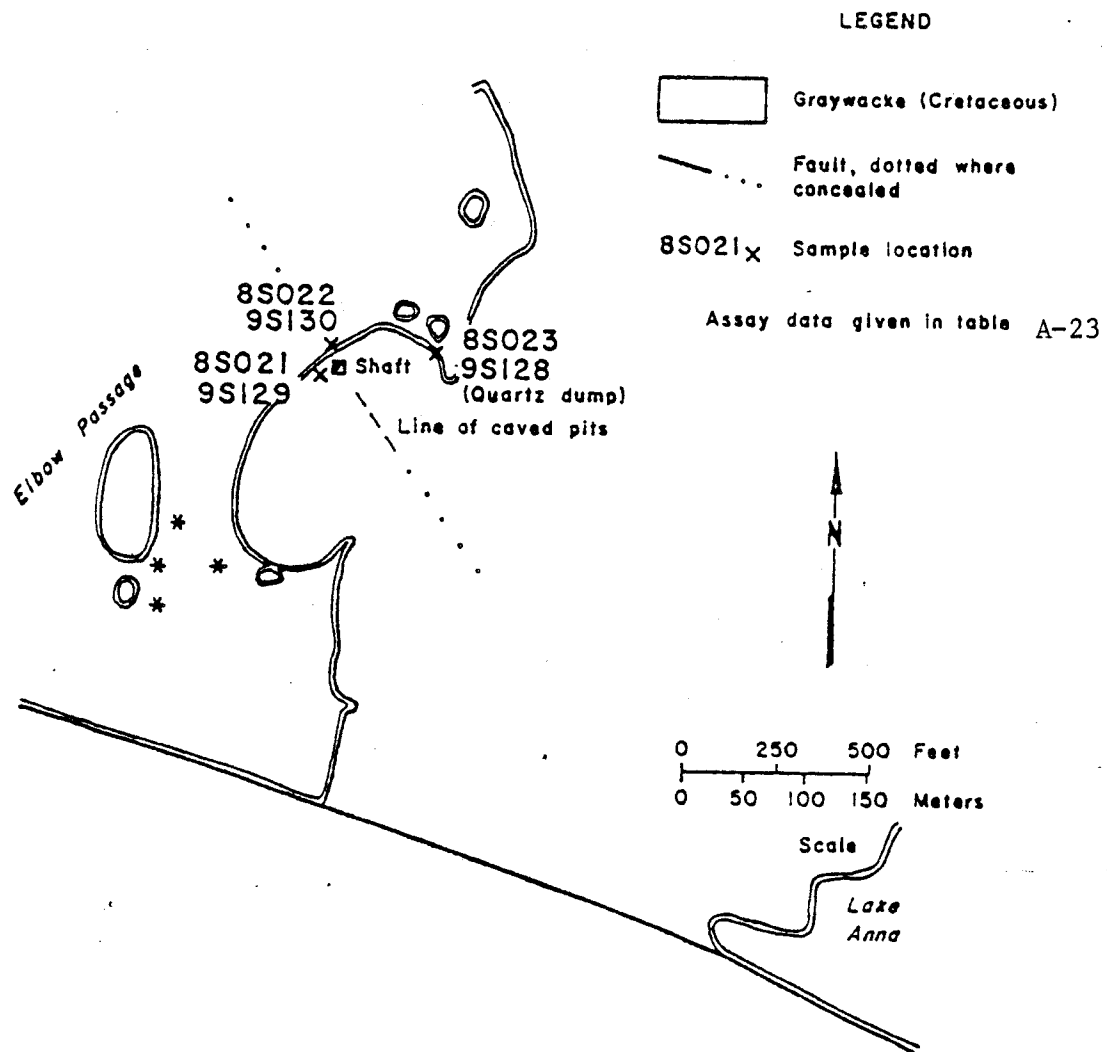 LEGEND
Graywacke (Cretaceous)
Fault, dotted where
concealed
8S021 x Sample location
Assay data given in table A-23
8S022
9S130
8S021
9S129
Shaft
8S023
9S128
(Quartz dump)
Line of caved pits
Elbow Passage
N
0 250 500 Feet
0 50 100 150 Meters
Scale
Lake
Anna